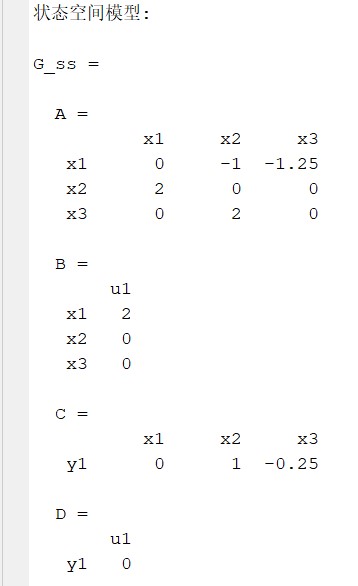 状态空间模型:
G_ss =
A =
x1 x2 x3
x1 0 -1 -1.25
x2 2 0 0
x3 0 2 0
B =
u1
x1 2
x2 0
x3 0
C =
x1 x2 x3
y1 0 1 -0.25
D =
u1
y1 0